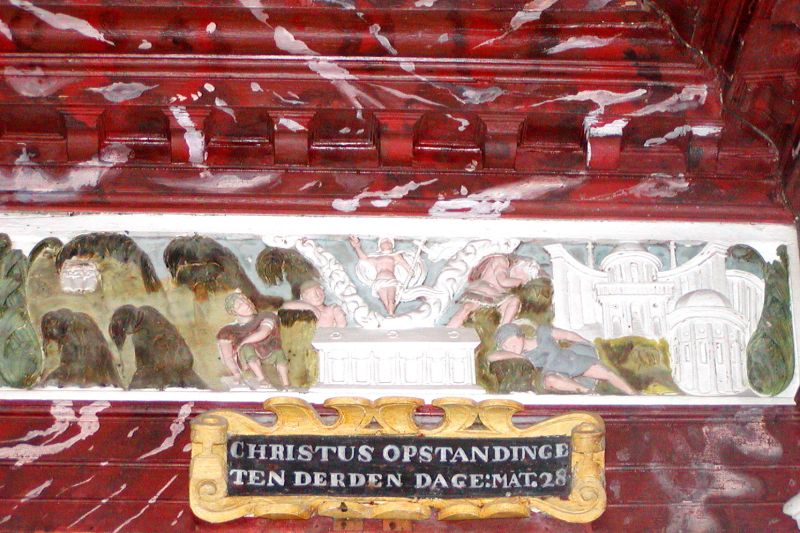 CHRISTUS OPSTANDINGE
TEN DERDEN DAGE:MAT.28